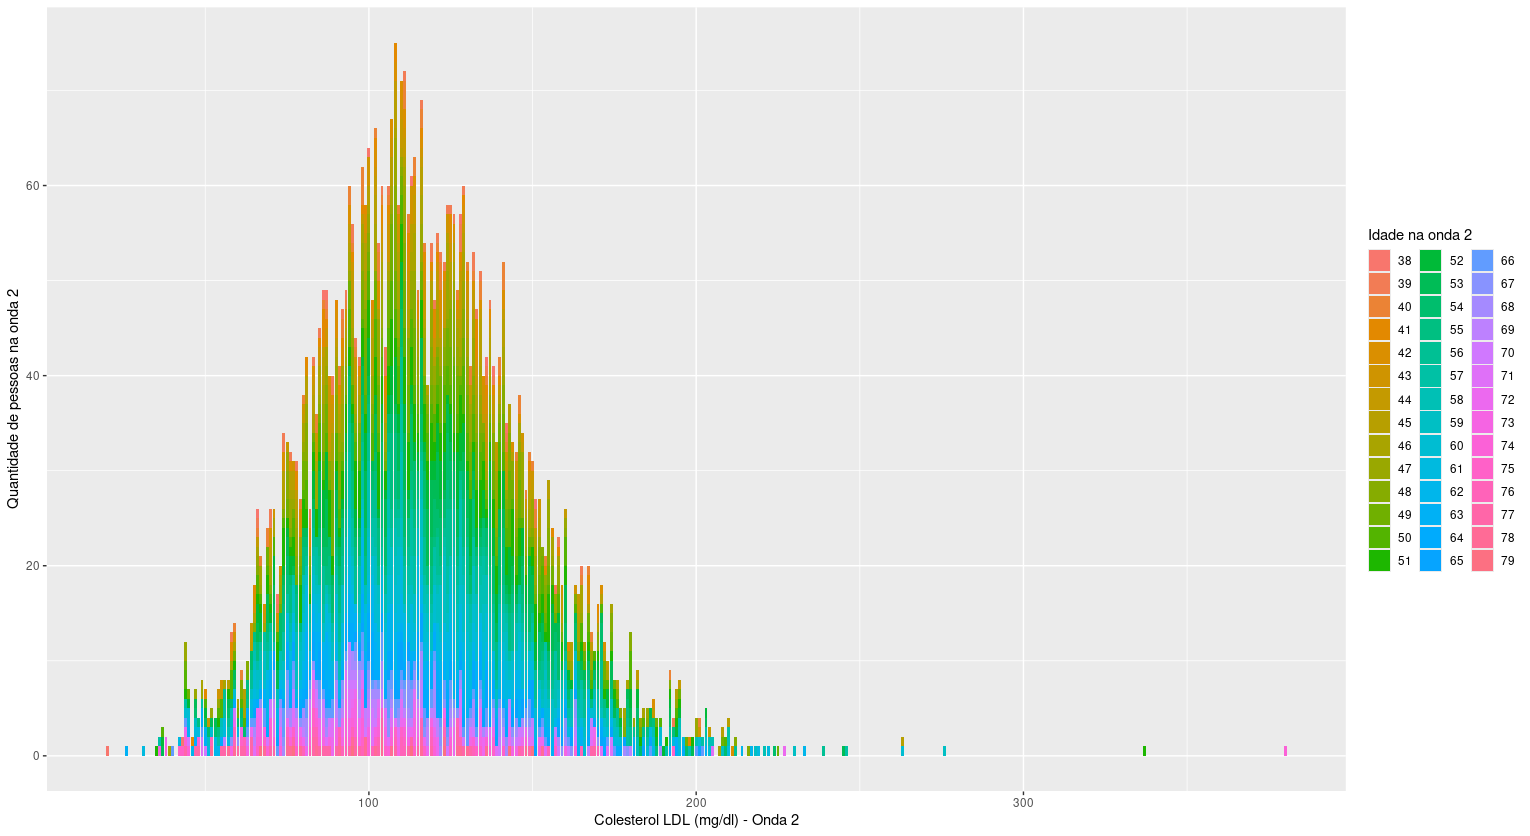 Quantidade de pessoas na onda 2
60
40
20
0
100 200 300
Colesterol LDL (mg/dl) - Onda 2
Idade na onda 2
38 52 66
39 53 67
40 54 68
41 55 69
42 56 70
43 57 71
44 58 72
45 59 73
46 60 74
47 61 75
48 62 76
49 63 77
50 64 78
51 65 79